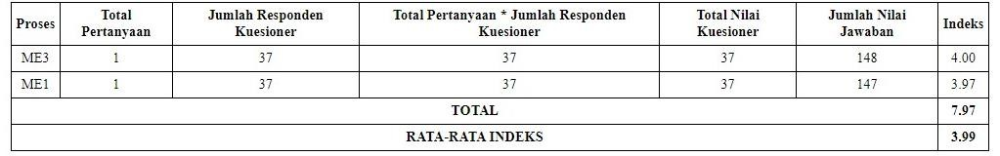 Proses Total Pertanyaan Jumlah Responden Kuesioner Total Pertanyaan * Jumlah Responden Kuesioner Total Nilai Kuesioner Jumlah Nilai Jawaban Indeks
ME3 1 37 37 37 148 4.00
ME1 1 37 37 37 147 3.97
TOTAL 7.97
RATA-RATA INDEKS 3.99